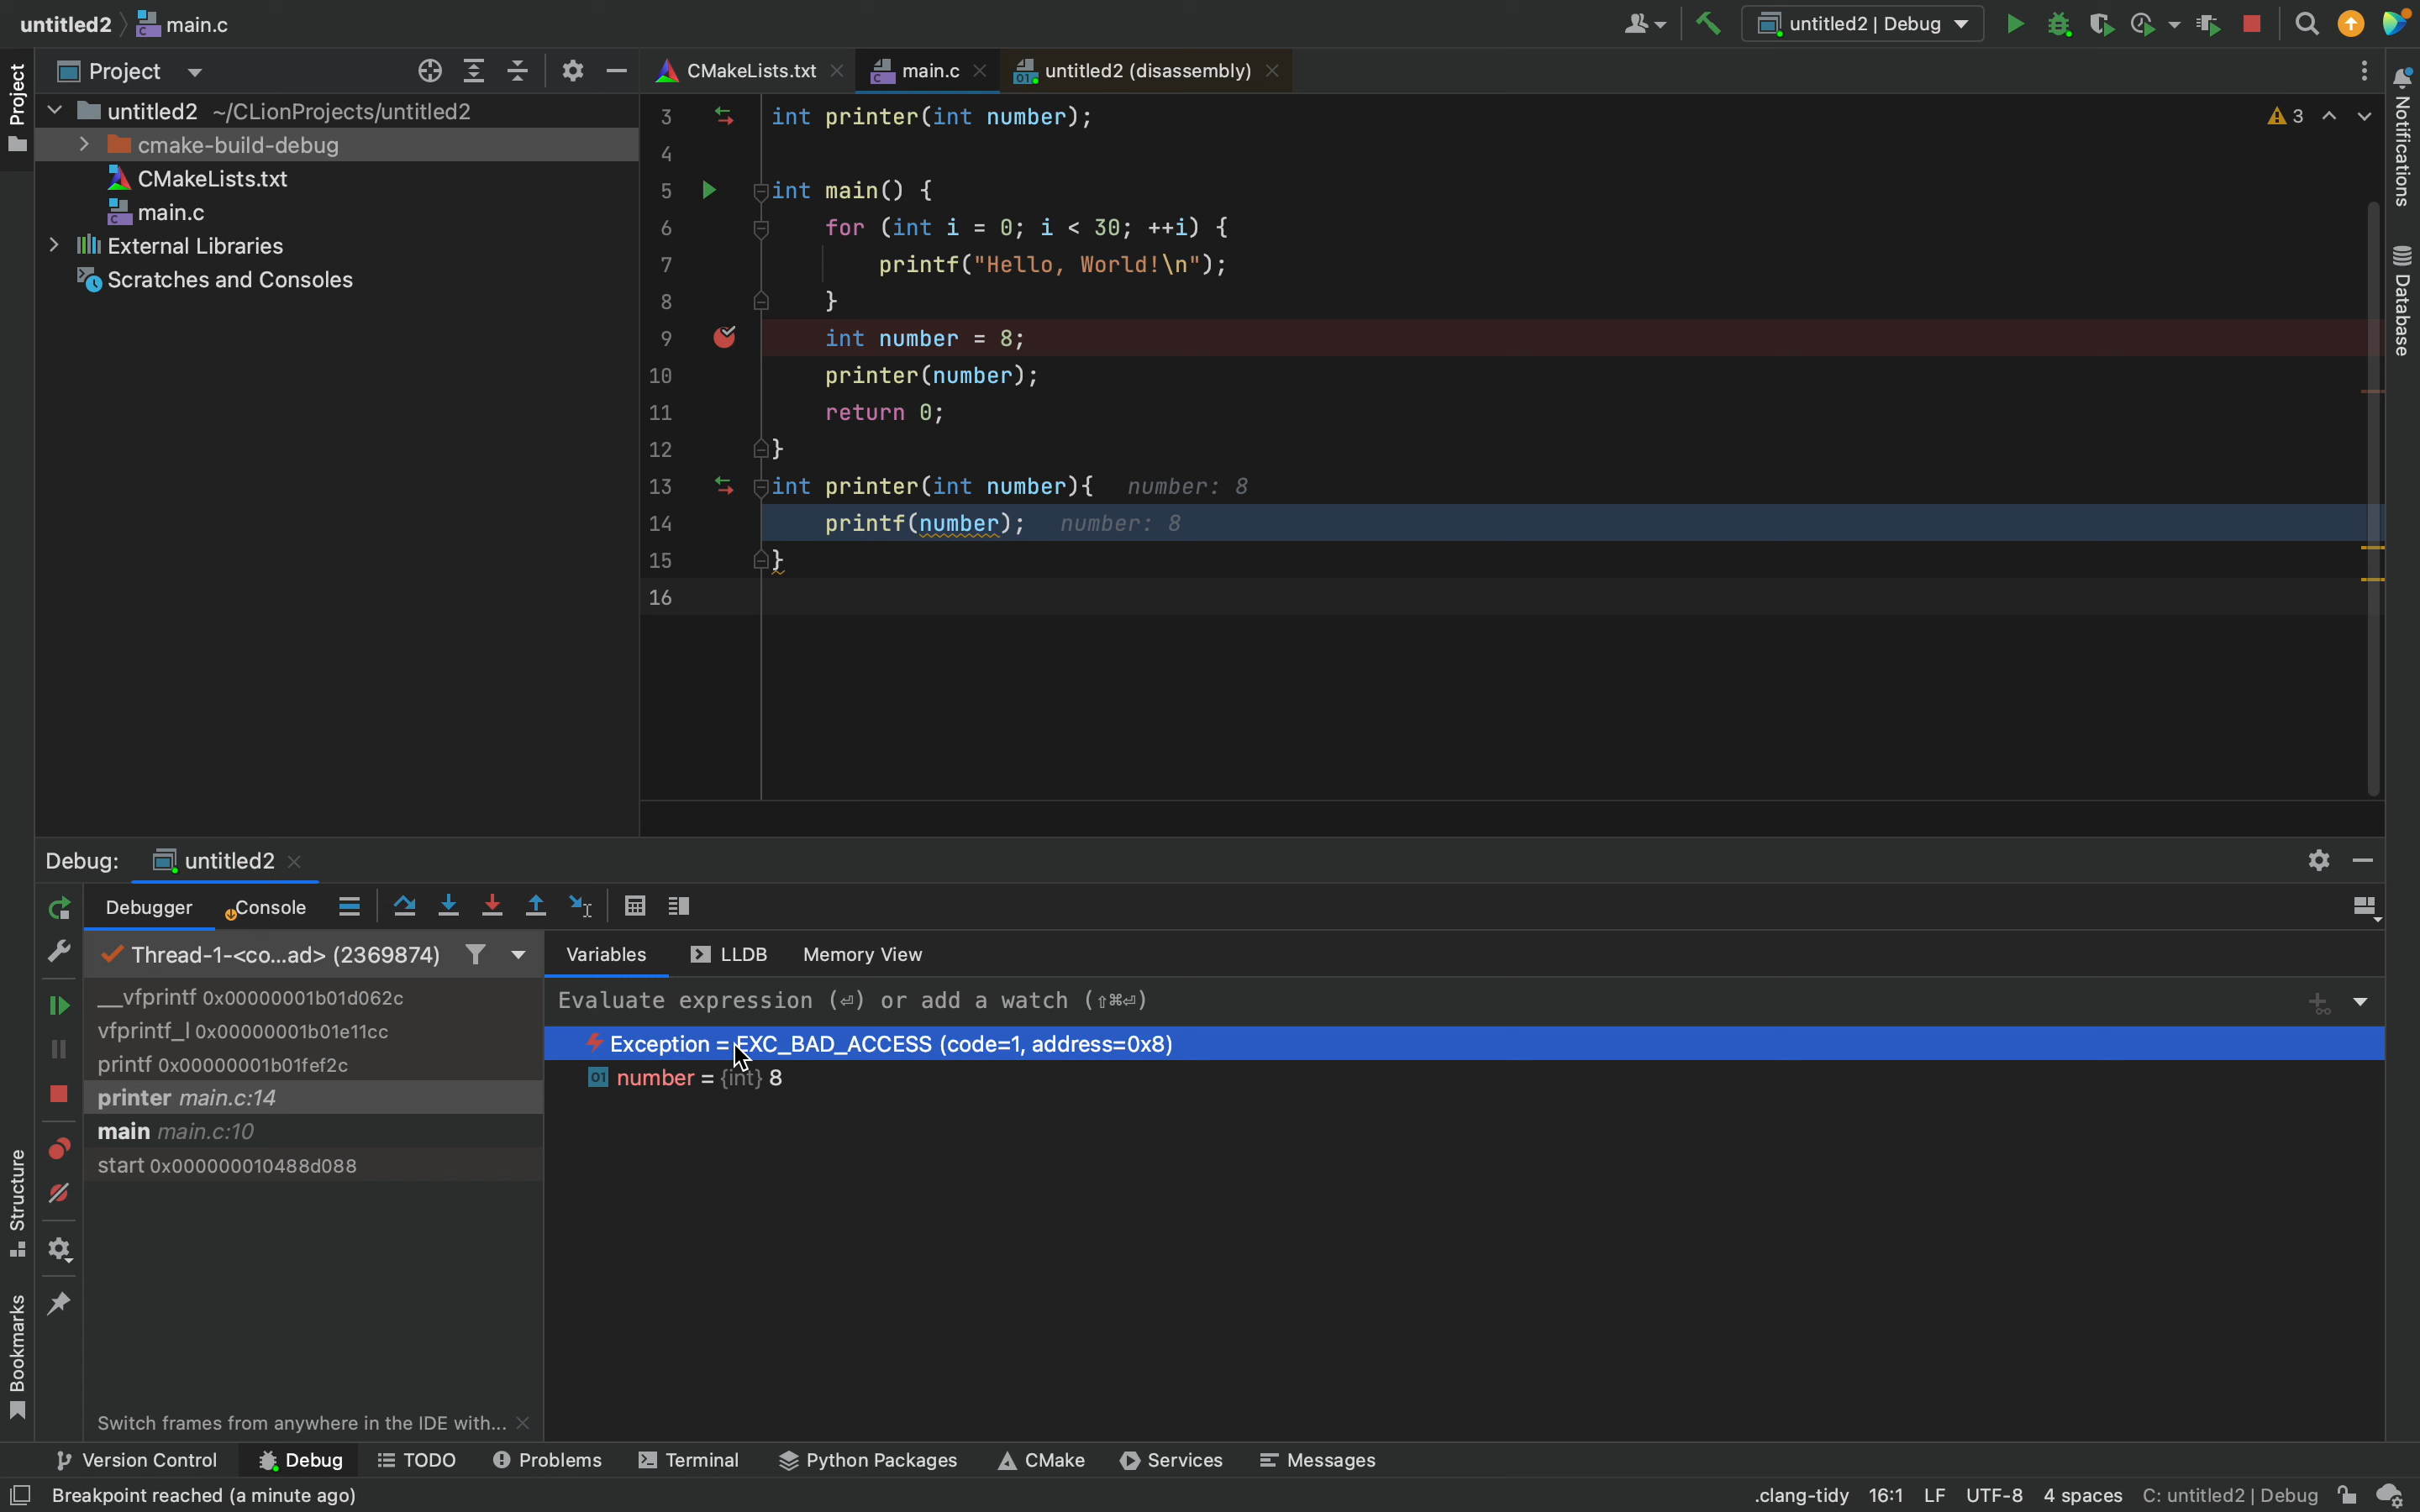 untitled2 main.c untitled2 | Debug
Project
CMakeLists.txt main.c untitled2 (disassembly)
Project
Notifications
Database
untitled2 ~/CLionProjects/untitled2
cmake-build-debug
CMakeLists.txt
main.c
External Libraries
Scratches and Consoles
3 int printer(int number);
3
4
5 int main() {
6 for (int i = 0; i < 30; ++i) {
7 printf("Hello, World!\n");
8 }
9 int number = 8;
10 printer(number);
11 return 0;
12 }
13 int printer(int number){ number: 8
14 printf(number); number: 8
15 }
16
Debug: untitled2
Debugger Console
Thread-1-<co...ad> (2369874)
Variables LLDB Memory View
__vfprintf 0x00000001b01d062c
vfprintf_l 0x00000001b01e11cc
printf 0x00000001b01fef2c
printer main.c:14
main main.c:10
start 0x000000010488d088
Evaluate expression (⏎) or add a watch (⇧⌘⏎)
Exception = EXC_BAD_ACCESS (code=1, address=0x8)
01 number = {int} 8
Structure
Bookmarks
Switch frames from anywhere in the IDE with...
Version Control Debug TODO Problems Terminal Python Packages CMake Services Messages
Breakpoint reached (a minute ago) .clang-tidy 16:1 LF UTF-8 4 spaces C: untitled2 | Debug